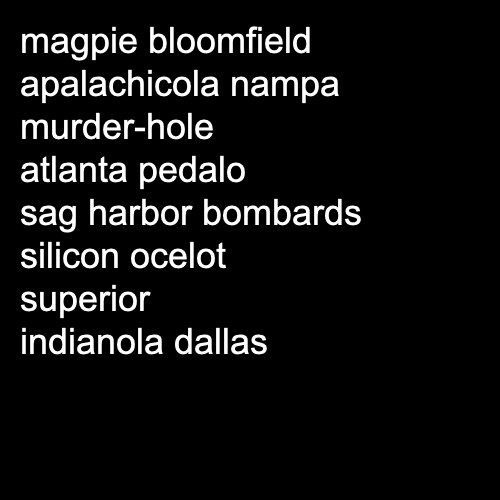 magpie bloomfield
apalachicola nampa
murder-hole
atlanta pedalo
sag harbor bombards
silicon ocelot
superior
indianola dallas